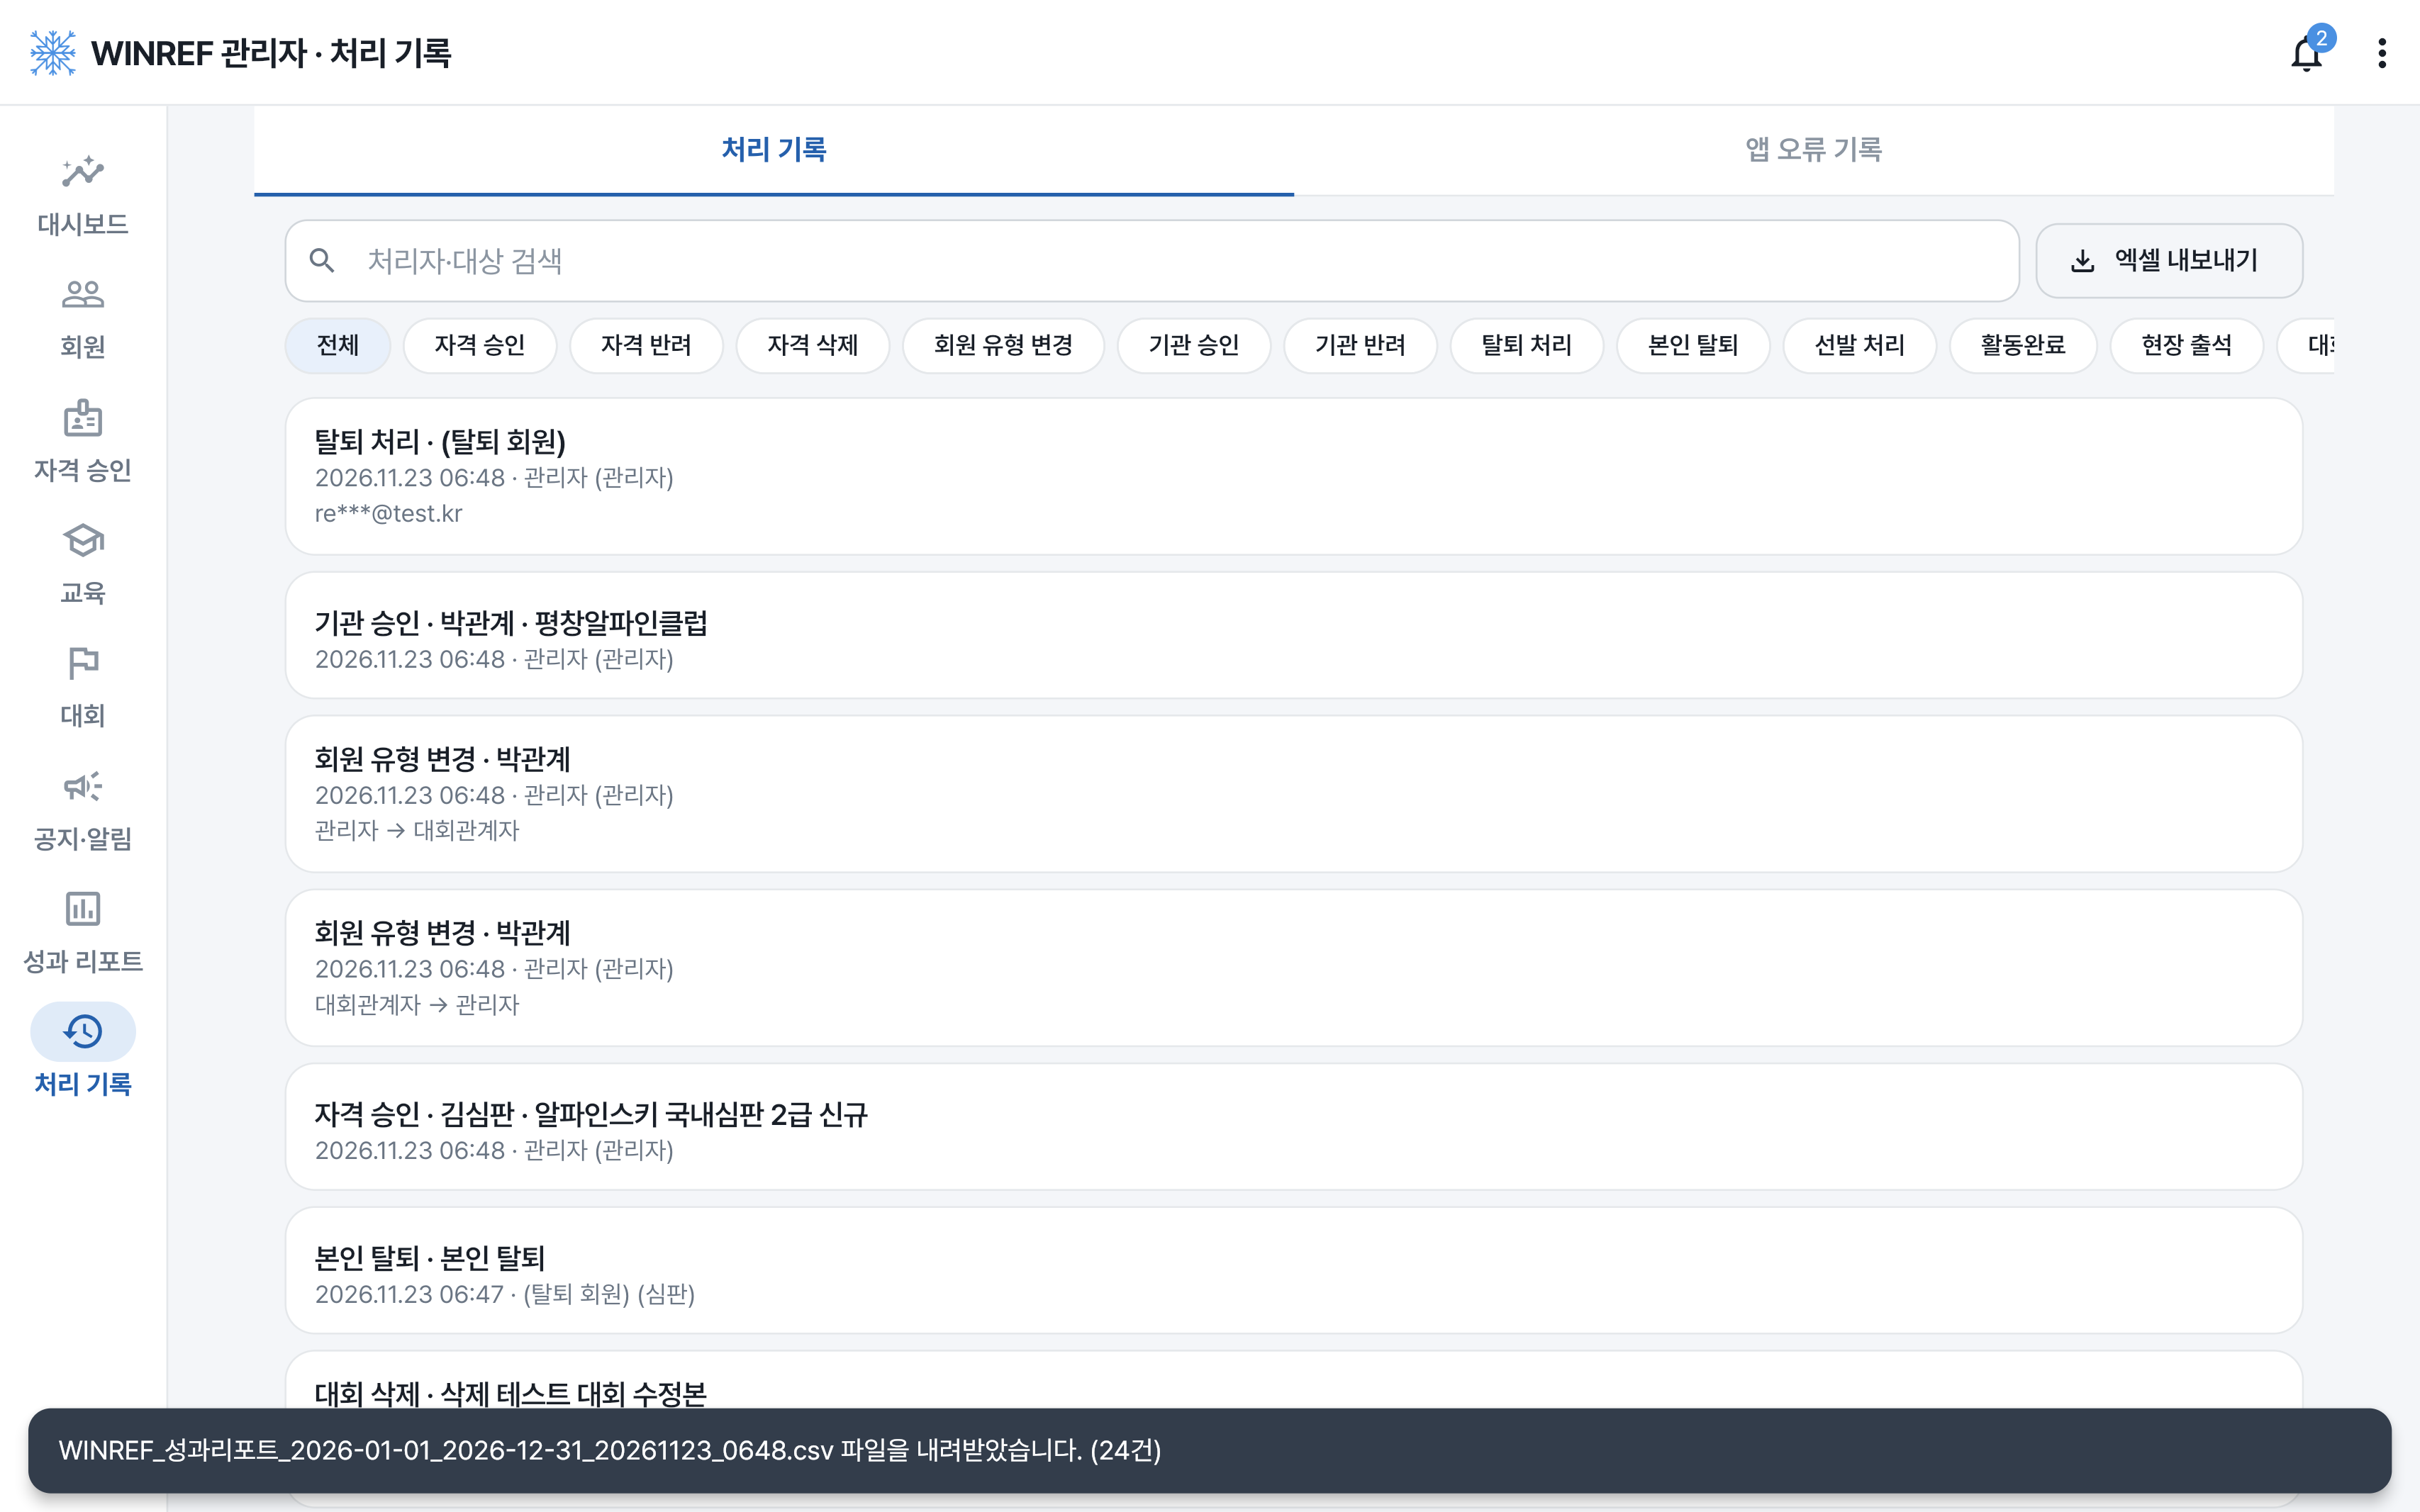 WINREF 관리자 · 처리 기록
2
대시보드
회원
자격 승인
교육
대회
공지·알림
성과 리포트
처리 기록
처리 기록
앱 오류 기록
처리자·대상 검색
엑셀 내보내기
전체
자격 승인
자격 반려
자격 삭제
회원 유형 변경
기관 승인
기관 반려
탈퇴 처리
본인 탈퇴
선발 처리
활동완료
현장 출석
탈퇴 처리 · (탈퇴 회원)
2026.11.23 06:48 · 관리자 (관리자)
re***@test.kr
기관 승인 · 박관계 · 평창알파인클럽
2026.11.23 06:48 · 관리자 (관리자)
회원 유형 변경 · 박관계
2026.11.23 06:48 · 관리자 (관리자)
관리자 → 대회관계자
회원 유형 변경 · 박관계
2026.11.23 06:48 · 관리자 (관리자)
대회관계자 → 관리자
자격 승인 · 김심판 · 알파인스키 국내심판 2급 신규
2026.11.23 06:48 · 관리자 (관리자)
본인 탈퇴 · 본인 탈퇴
2026.11.23 06:47 · (탈퇴 회원) (심판)
대회 삭제 · 삭제 테스트 대회 수정본
WINREF_성과리포트_2026-01-01_2026-12-31_20261123_0648.csv 파일을 내려받았습니다. (24건)